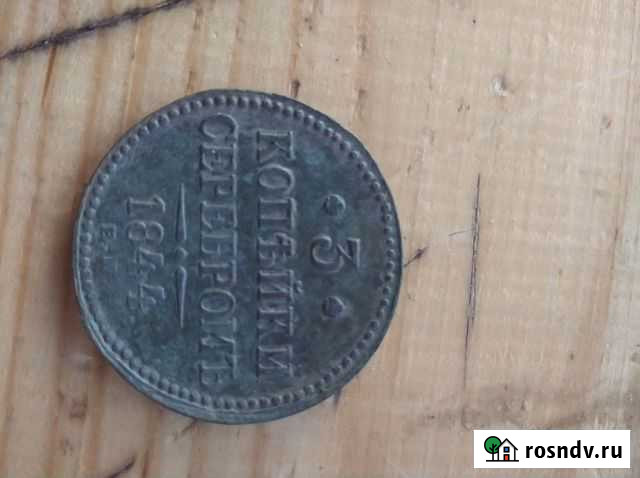 3
КОПѢЙКИ
СЕРЕБРОМЪ
1844
Е.М.
rosndv.ru